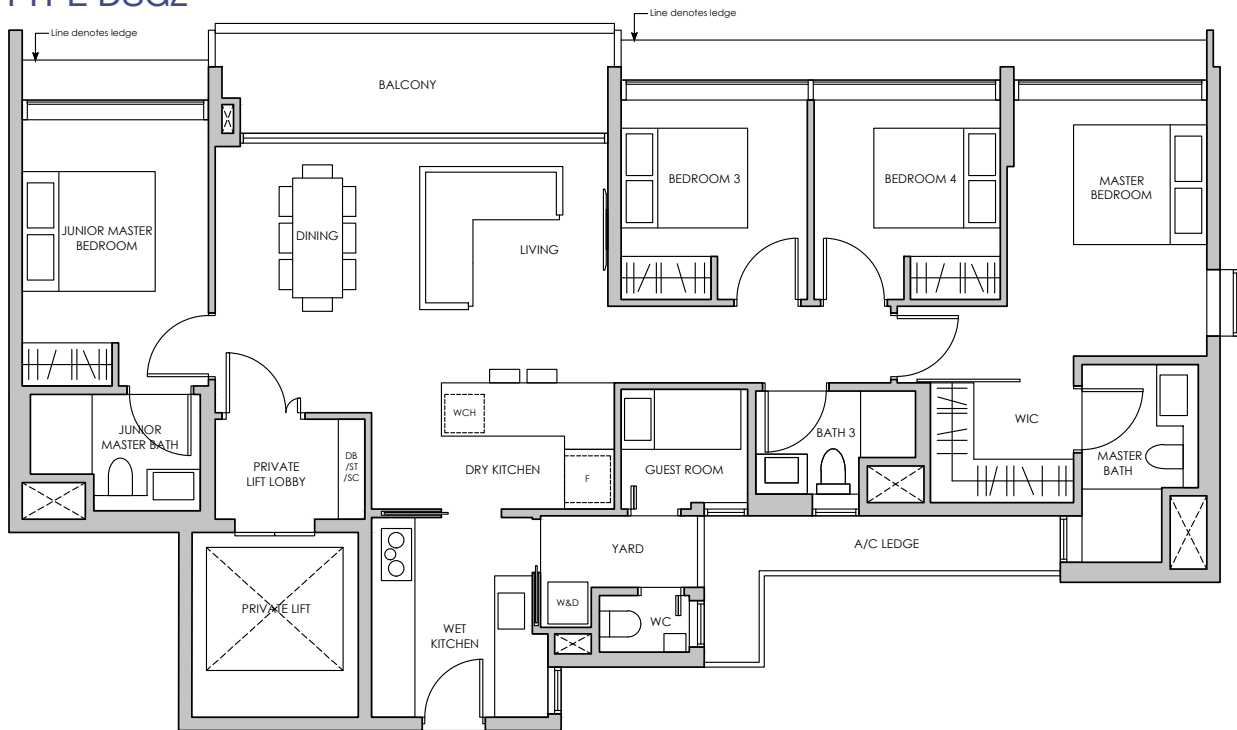 Line denotes ledge
Line denotes ledge
BALCONY
JUNIOR MASTER
BEDROOM
DINING
LIVING
BEDROOM 3
BEDROOM 4
MASTER
BEDROOM
JUNIOR
MASTER BATH
PRIVATE
LIFT LOBBY
DB
/ST
/SC
WCH
DRY KITCHEN
F
GUEST ROOM
BATH 3
WIC
MASTER
BATH
YARD
A/C LEDGE
PRIVATE LIFT
W&D
WET
KITCHEN
WC